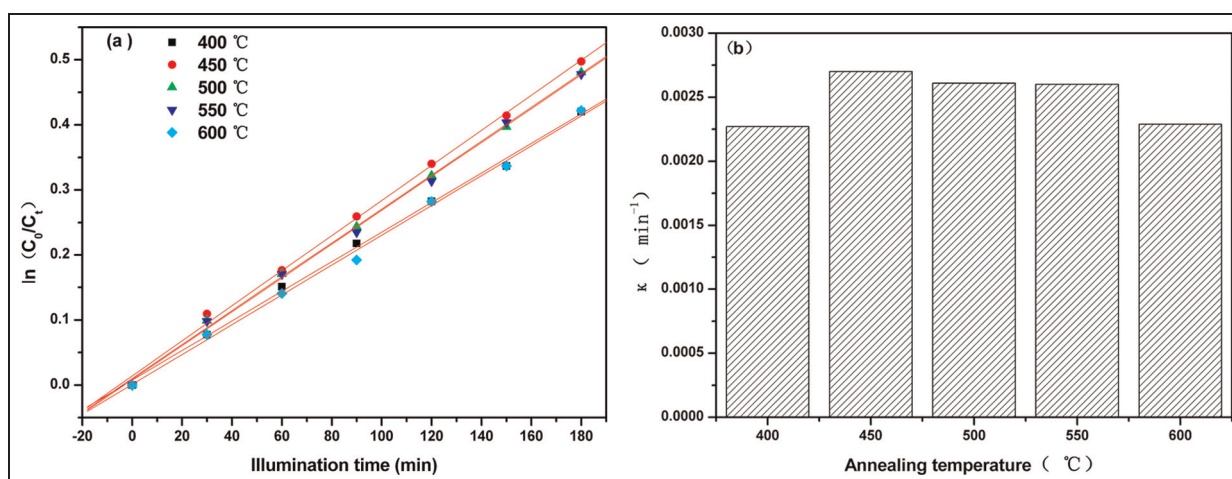 (a)
400 ℃
450 ℃
500 ℃
550 ℃
600 ℃
ln (C₀/Cₜ)
0.5
0.4
0.3
0.2
0.1
0.0
-20 0 20 40 60 80 100 120 140 160 180
Illumination time (min)
(b)
κ ( min⁻¹)
0.0030
0.0025
0.0020
0.0015
0.0010
0.0005
0.0000
400 450 500 550 600
Annealing temperature ( ℃)